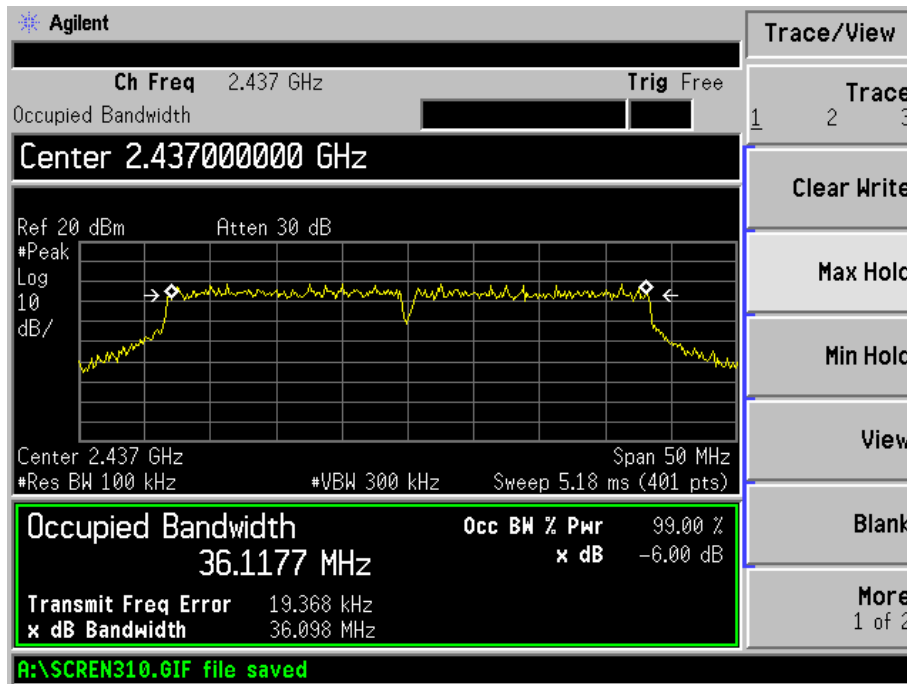 Agilent
Trace/View
Ch Freq 2.437 GHz Trig Free
Occupied Bandwidth
Center 2.437000000 GHz
Ref 20 dBm Atten 30 dB
#Peak
Log
10
dB/
Center 2.437 GHz Span 50 MHz
#Res BW 100 kHz #VBW 300 kHz Sweep 5.18 ms (401 pts)
Occupied Bandwidth
36.1177 MHz
Occ BW % Pwr 99.00 %
x dB -6.00 dB
Transmit Freq Error 19.368 kHz
x dB Bandwidth 36.098 MHz
A:\SCREN310.GIF file saved
Trace
1 2 3
Clear Write
Max Hold
Min Hold
View
Blank
More
1 of 2